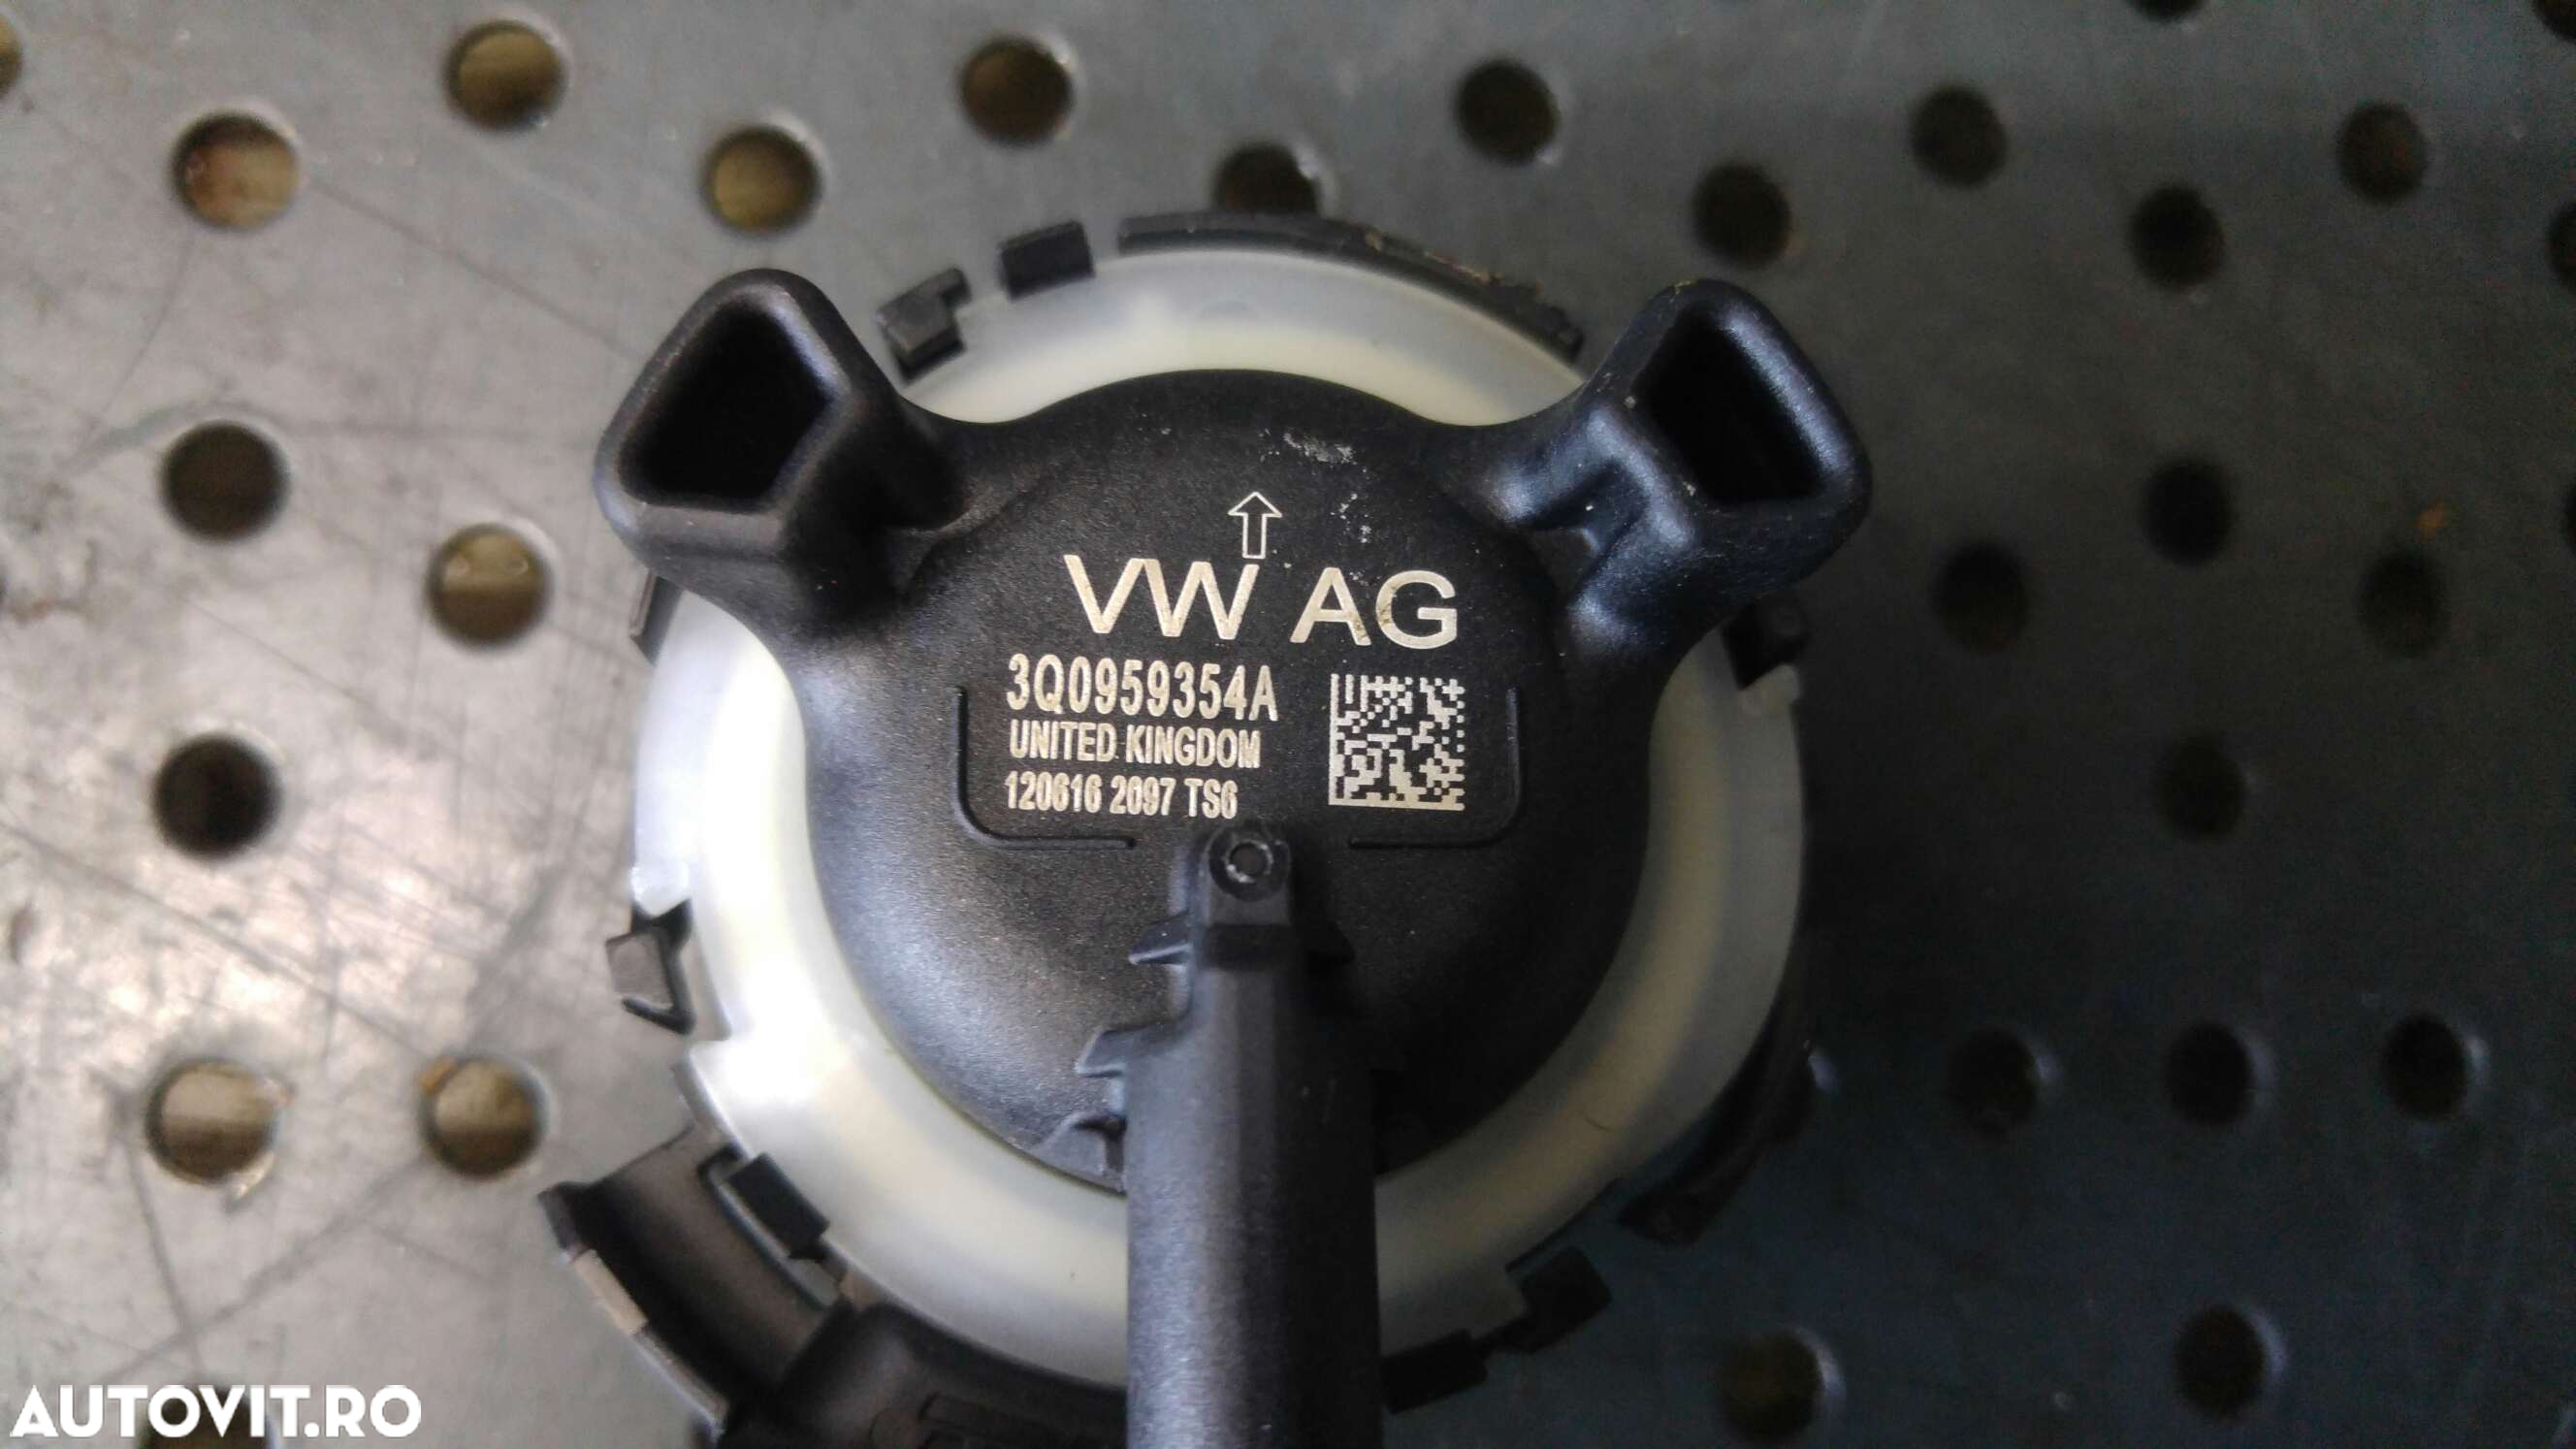 VW AG
3Q0959354A
UNITED KINGDOM
120616 2097 TS6
AUTOVIT.RO